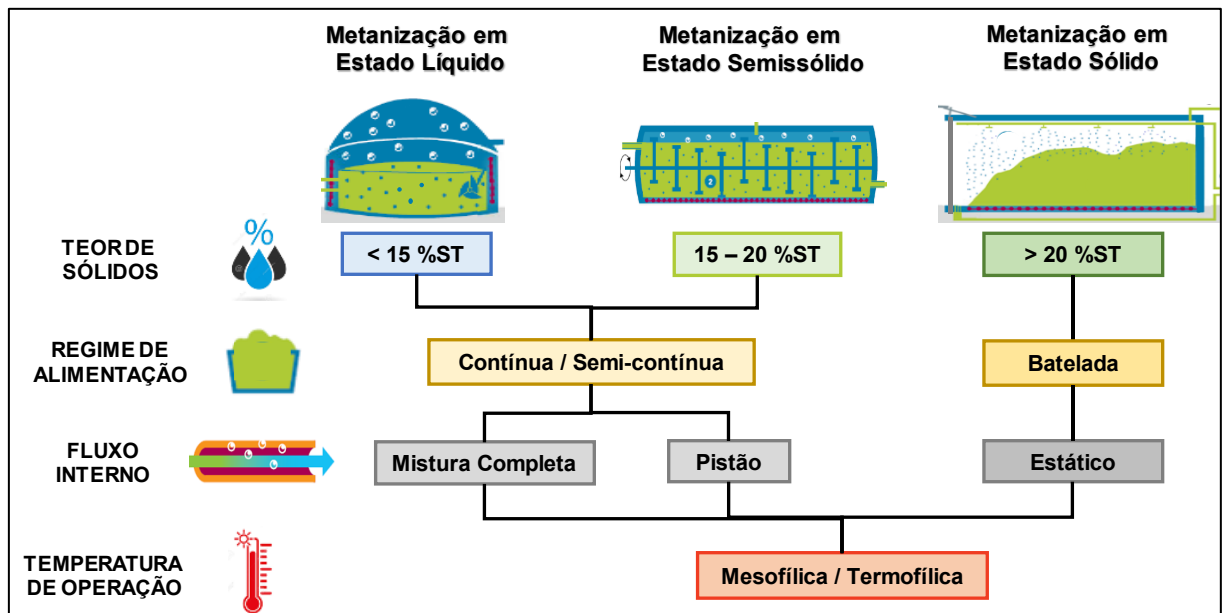 Metanização em
Estado Líquido
Metanização em
Estado Semissólido
Metanização em
Estado Sólido
2
TEOR DE
SÓLIDOS
%
< 15 %ST
15 – 20 %ST
> 20 %ST
REGIME DE
ALIMENTAÇÃO
Contínua / Semi-contínua
Batelada
FLUXO
INTERNO
Mistura Completa
Pistão
Estático
TEMPERATURA
DE OPERAÇÃO
Mesofílica / Termofílica